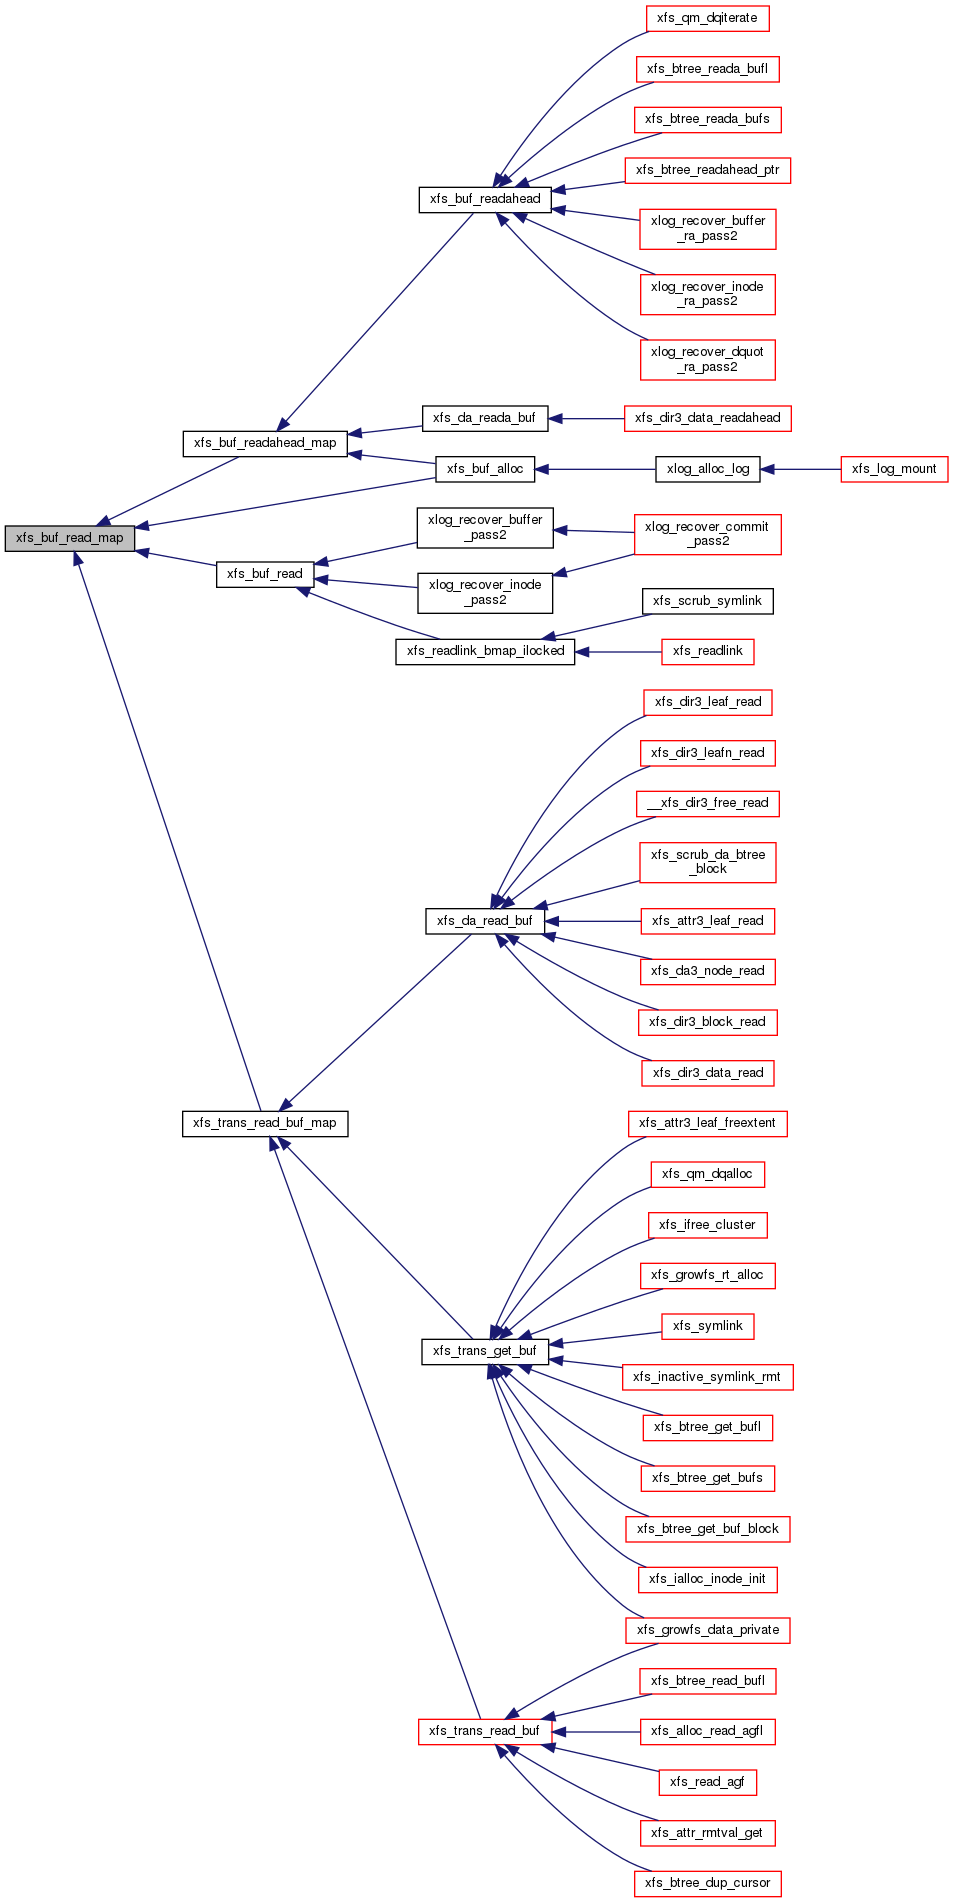 xfs_qm_dqiterate
xfs_btree_reada_bufl
xfs_btree_reada_bufs
xfs_btree_readahead_ptr
xfs_buf_readahead
xlog_recover_buffer
_ra_pass2
xlog_recover_inode
_ra_pass2
xlog_recover_dquot
_ra_pass2
xfs_da_reada_buf
xfs_dir3_data_readahead
xfs_buf_readahead_map
xfs_buf_alloc
xlog_alloc_log
xfs_log_mount
xfs_buf_read_map
xlog_recover_buffer
_pass2
xlog_recover_commit
_pass2
xfs_buf_read
xlog_recover_inode
_pass2
xfs_scrub_symlink
xfs_readlink_bmap_ilocked
xfs_readlink
xfs_dir3_leaf_read
xfs_dir3_leafn_read
__xfs_dir3_free_read
xfs_scrub_da_btree
_block
xfs_da_read_buf
xfs_attr3_leaf_read
xfs_da3_node_read
xfs_dir3_block_read
xfs_dir3_data_read
xfs_trans_read_buf_map
xfs_attr3_leaf_freextent
xfs_qm_dqalloc
xfs_ifree_cluster
xfs_growfs_rt_alloc
xfs_symlink
xfs_trans_get_buf
xfs_inactive_symlink_rmt
xfs_btree_get_bufl
xfs_btree_get_bufs
xfs_btree_get_buf_block
xfs_ialloc_inode_init
xfs_growfs_data_private
xfs_btree_read_bufl
xfs_trans_read_buf
xfs_alloc_read_agfl
xfs_read_agf
xfs_attr_rmtval_get
xfs_btree_dup_cursor